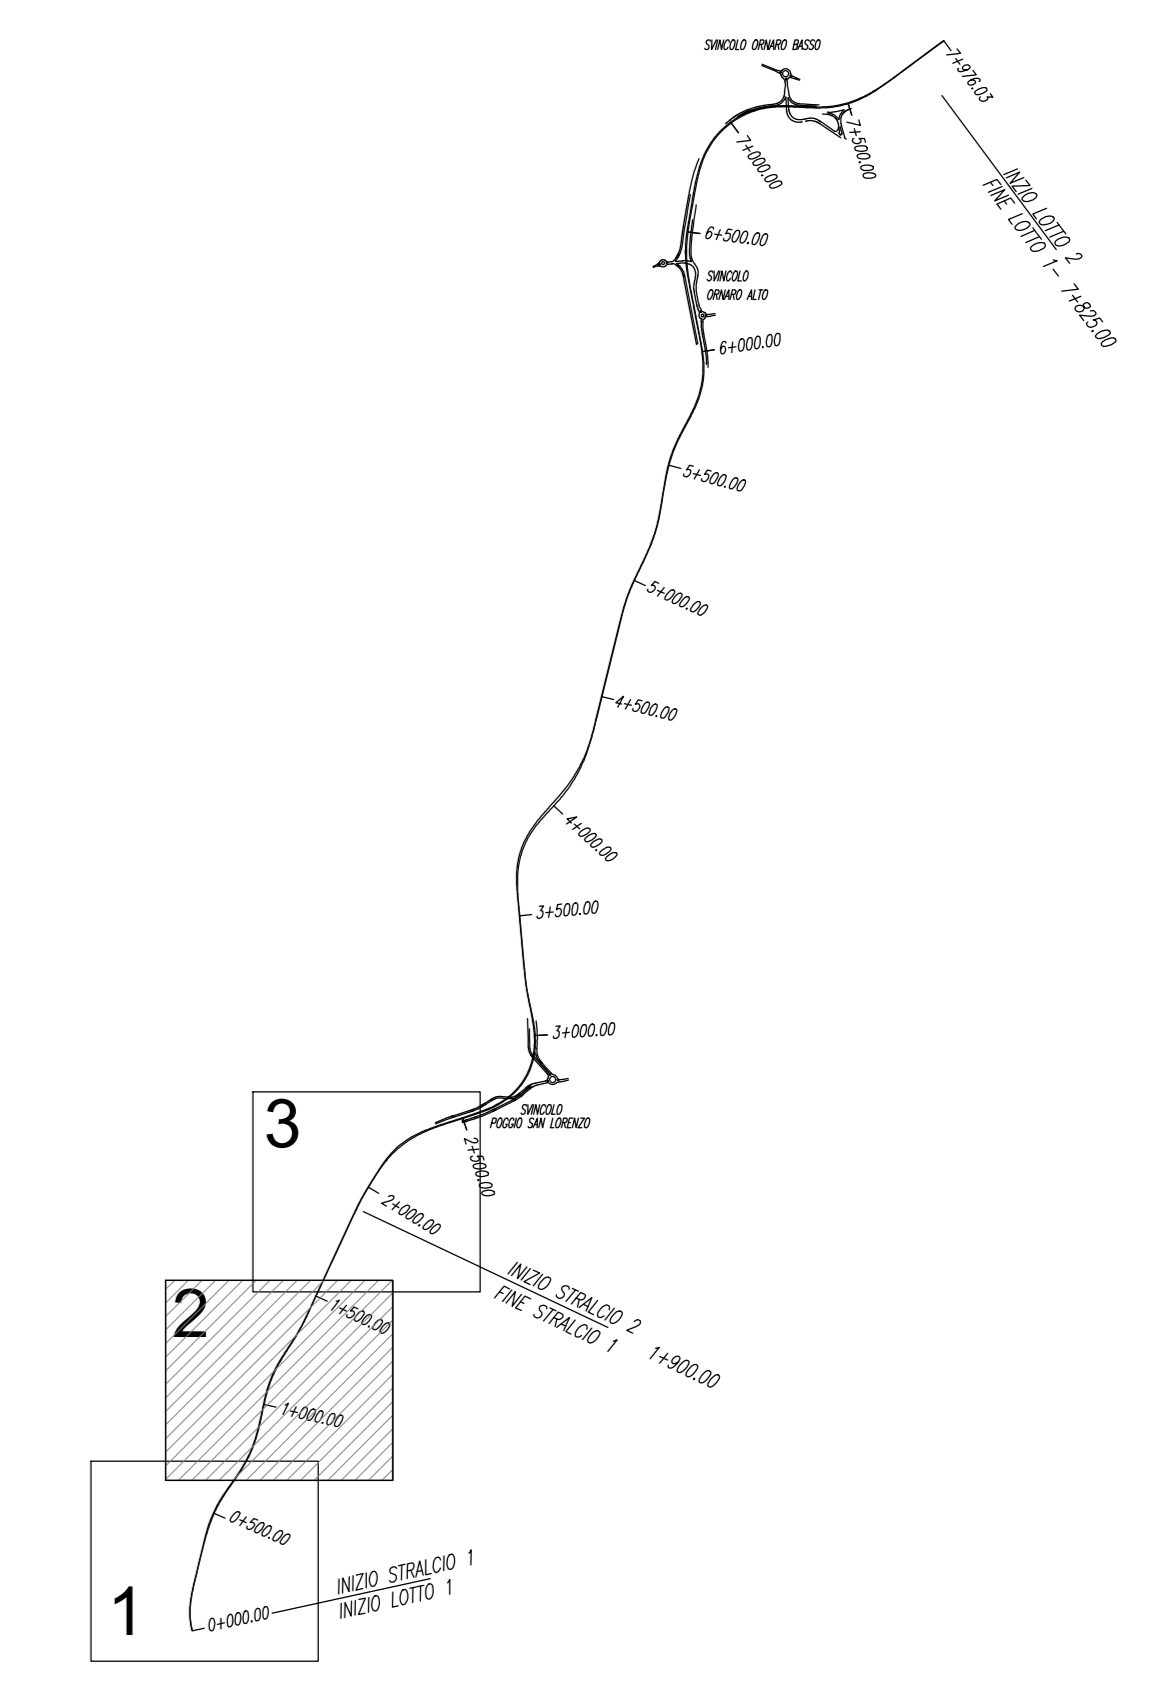 SVINCOLO ORNARO BASSO
7+976.03
7+500.00
7+000.00
INZIO LOTTO 2
FINE LOTTO 1- 7+825.00
6+500.00
SVINCOLO
ORNARO ALTO
6+000.00
5+500.00
5+000.00
4+500.00
4+000.00
3+500.00
3+000.00
SVINCOLO
POGGIO SAN LORENZO
3
2+500.00
2+000.00
INIZIO STRALCIO 2
FINE STRALCIO 1 1+900.00
2
1+500.00
1+000.00
0+500.00
1
0+000.00
INIZIO STRALCIO 1
INIZIO LOTTO 1